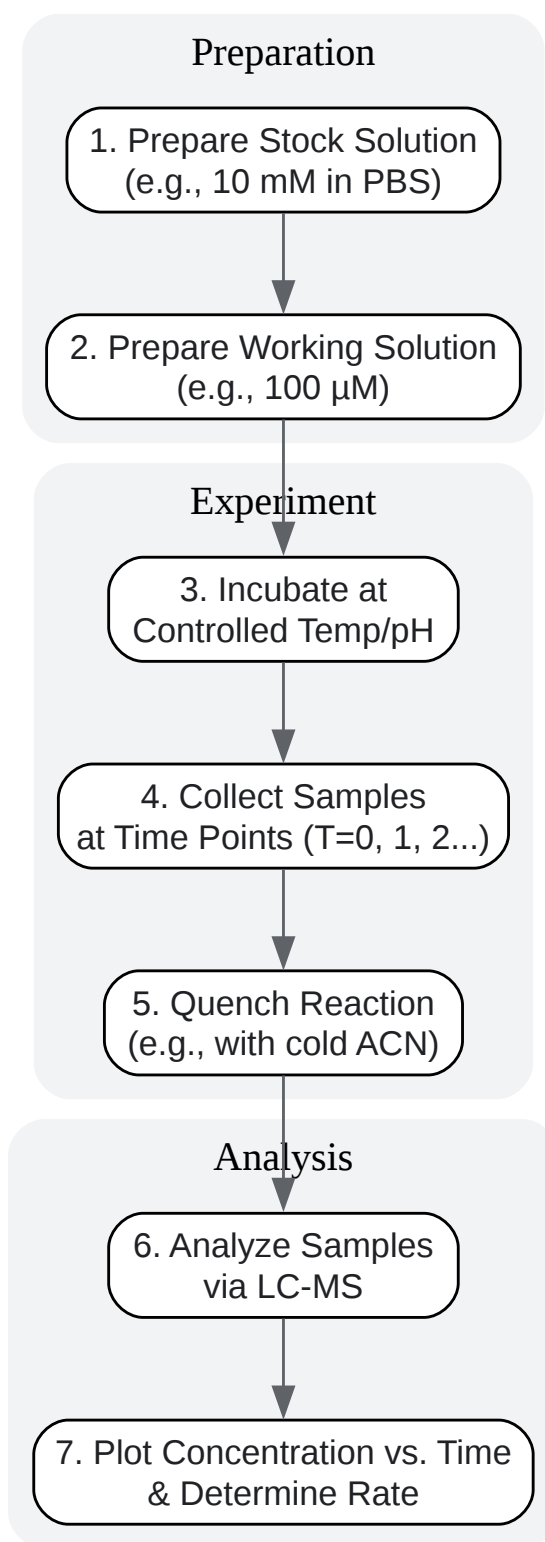 Preparation
1. Prepare Stock Solution
(e.g., 10 mM in PBS)
2. Prepare Working Solution
(e.g., 100 µM)
Experiment
3. Incubate at
Controlled Temp/pH
4. Collect Samples
at Time Points (T=0, 1, 2...)
5. Quench Reaction
(e.g., with cold ACN)
Analysis
6. Analyze Samples
via LC-MS
7. Plot Concentration vs. Time
& Determine Rate